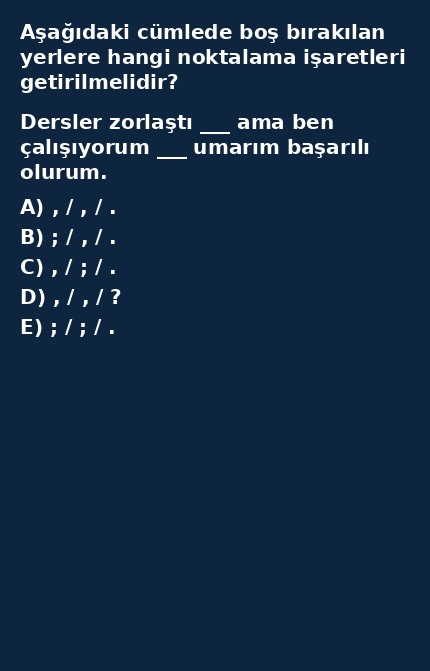 Aşağıdaki cümlede boş bırakılan
yerlere hangi noktalama işaretleri
getirilmelidir?
Dersler zorlaştı ___ ama ben
çalışıyorum ___ umarım başarılı
olurum.
A) , / , / .
B) ; / , / .
C) , / ; / .
D) , / , / ?
E) ; / ; / .